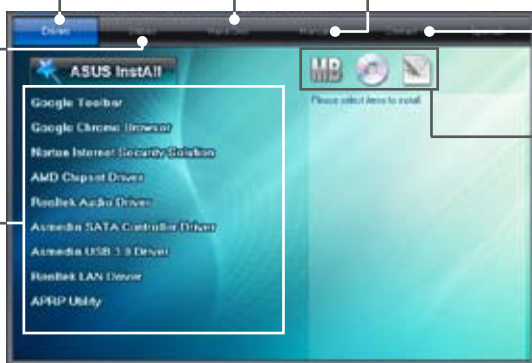 Drivers
ASUS InstAll
MB
Please select items to install.
Google Toolbar
Google Chrome Browser
Norton Internet Security Solution
AMD Chipset Driver
Realtek Audio Driver
Asmedia SATA Controller Driver
Asmedia USB 3.0 Driver
Realtek LAN Driver
APRP Utility